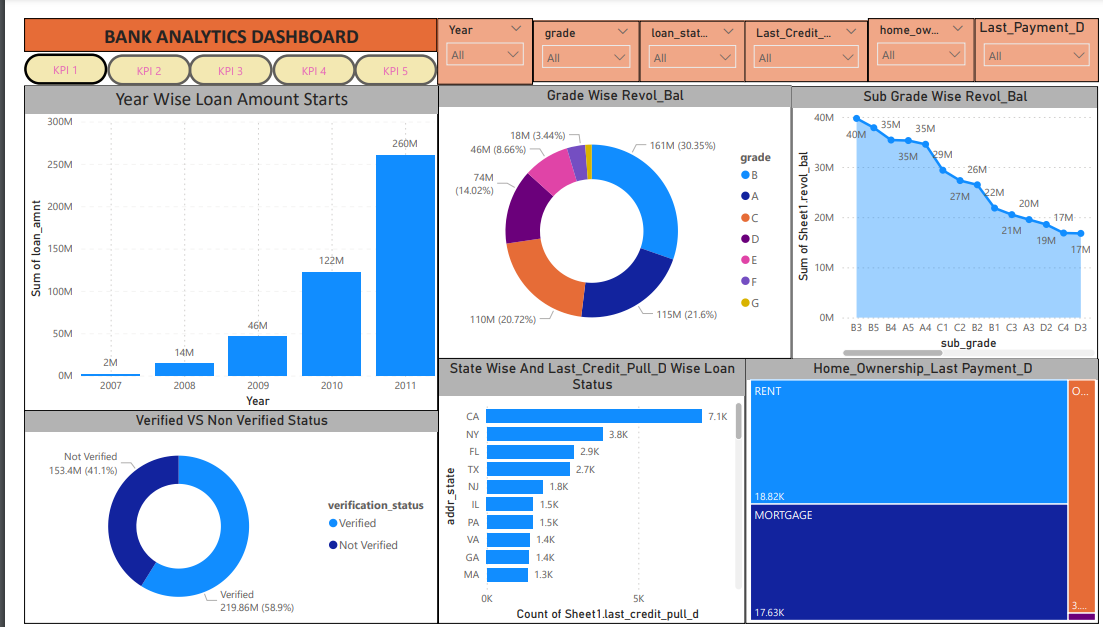 BANK ANALYTICS DASHBOARD
KPI 1
KPI 2
KPI 3
KPI 4
KPI 5
Year
All
grade
All
loan_stat...
All
Last_Credit_...
All
home_ow...
All
Last_Payment_D
All
Year Wise Loan Amount Starts
Sum of loan_amnt
300M
250M
200M
150M
100M
50M
0M
2M
14M
46M
122M
260M
2007
2008
2009
2010
2011
Year
Grade Wise Revol_Bal
18M (3.44%)
46M (8.66%)
74M
(14.02%)
110M (20.72%)
161M (30.35%)
115M (21.6%)
grade
B
A
C
D
E
F
G
Sub Grade Wise Revol_Bal
Sum of Sheet1.revol_bal
40M
30M
20M
10M
0M
40M
35M
35M
35M
29M
27M
26M
22M
21M
20M
19M
17M
17M
B3 B5 B4 A5 A4 C1 C2 B2 B1 C3 A3 D2 C4 D3
sub_grade
Verified VS Non Verified Status
Not Verified
153.4M (41.1%)
Verified
219.86M (58.9%)
verification_status
Verified
Not Verified
State Wise And Last_Credit_Pull_D Wise Loan
Status
addr_state
CA 7.1K
NY 3.8K
FL 2.9K
TX 2.7K
NJ 1.8K
IL 1.5K
PA 1.5K
VA 1.4K
GA 1.4K
MA 1.3K
0K 5K
Count of Sheet1.last_credit_pull_d
Home_Ownership_Last Payment_D
RENT
18.82K
MORTGAGE
17.63K
O...
3....